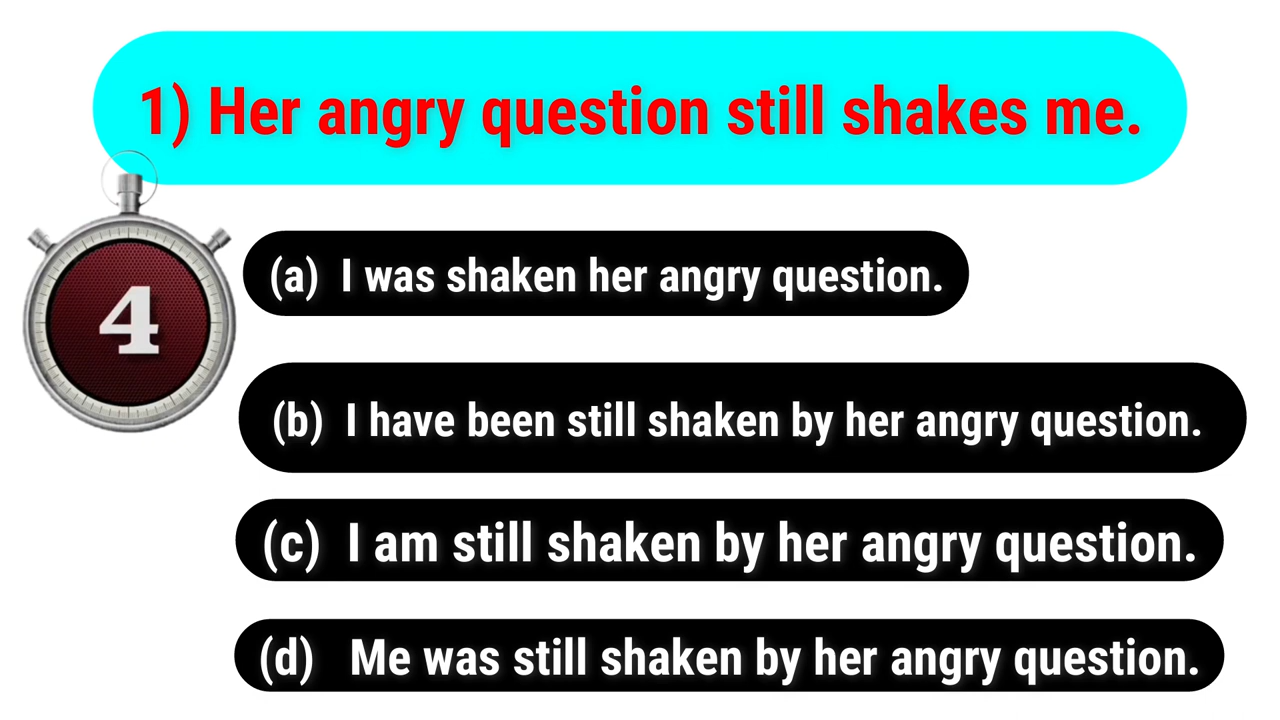 1) Her angry question still shakes me.
4
(a) I was shaken her angry question.
(b) I have been still shaken by her angry question.
(c) I am still shaken by her angry question.
(d) Me was still shaken by her angry question.